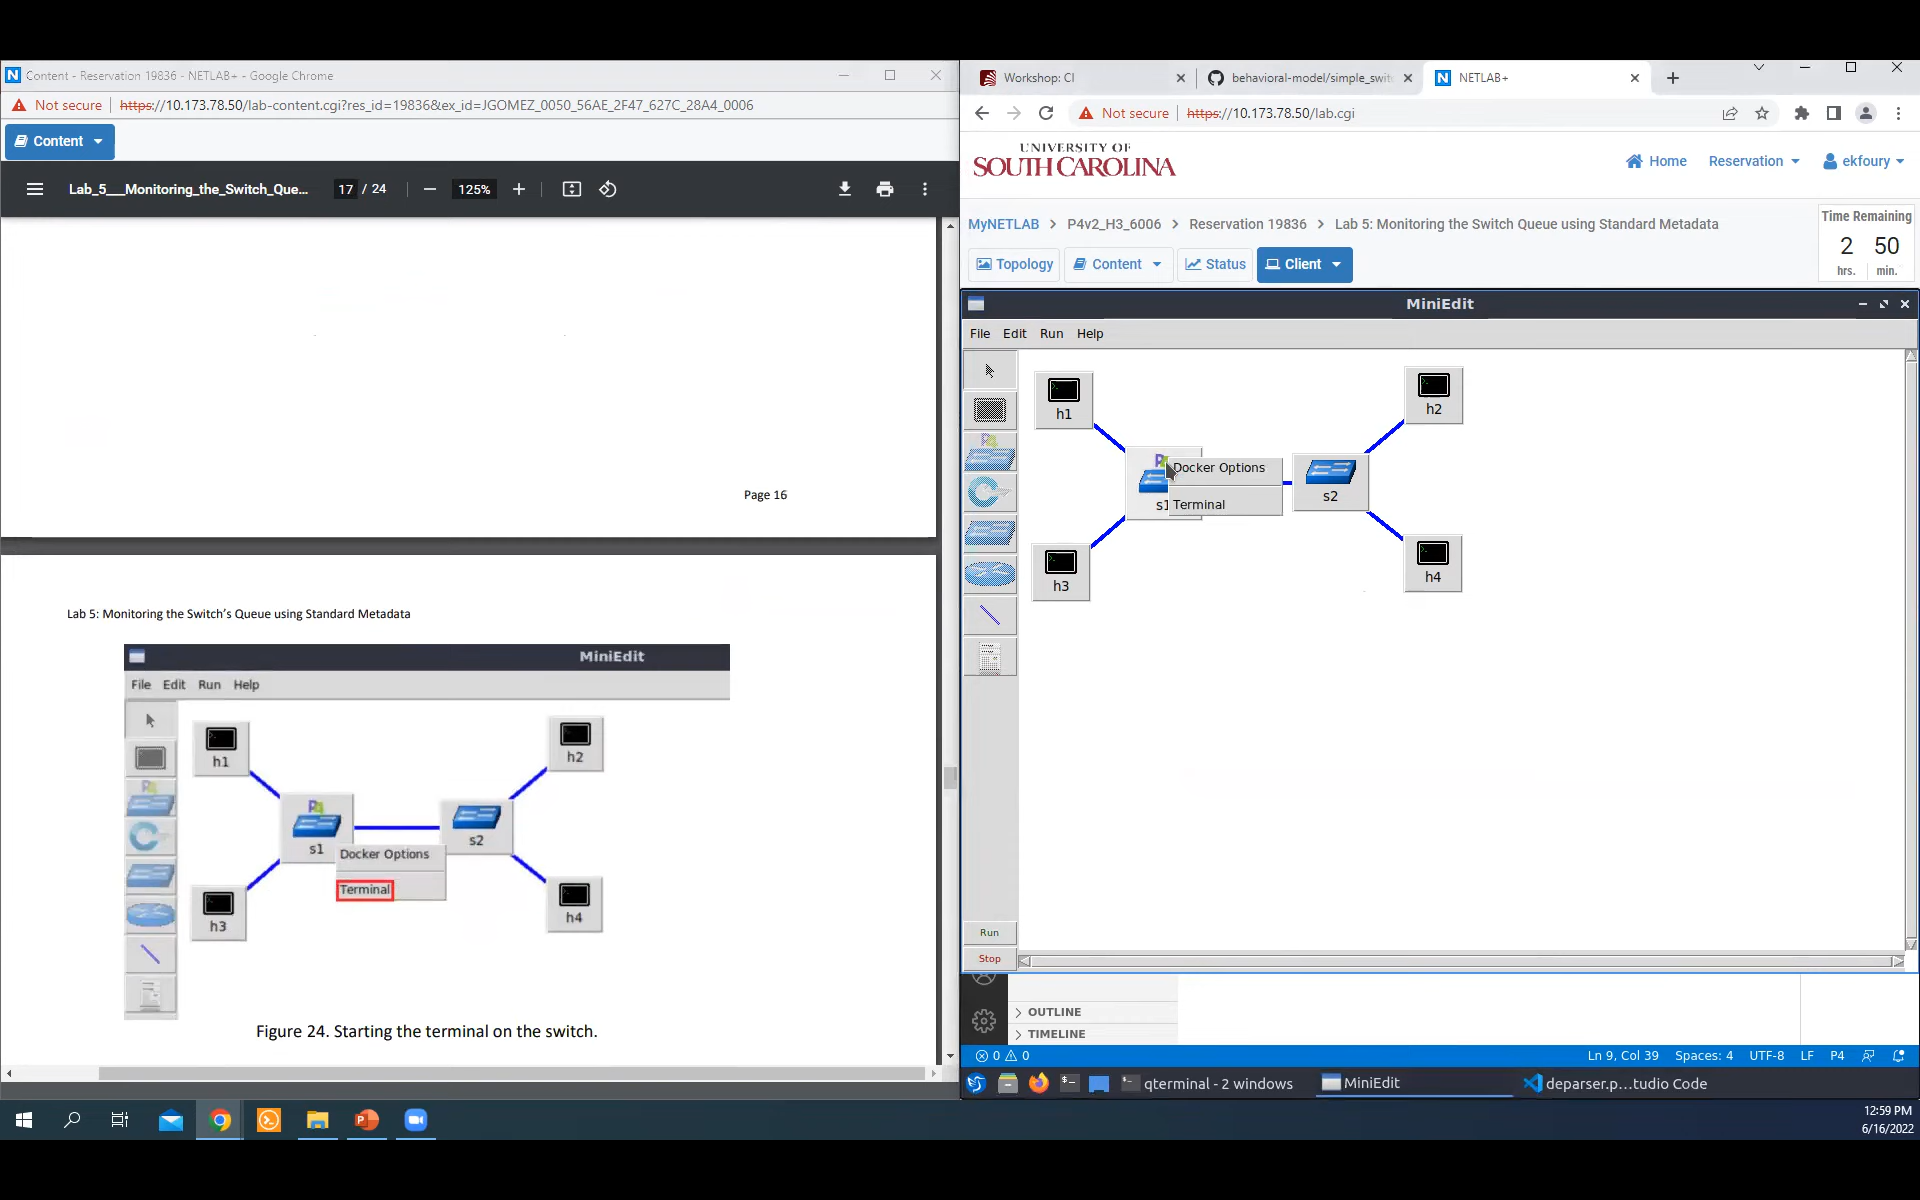 Content - Reservation 19836 - NETLAB+ - Google Chrome
Not secure | https://10.173.78.50/lab-content.cgi?res_id=19836&ex_id=JGOMEZ_0050_56AE_2F47_627C_28A4_0006
Content
Lab_5__Monitoring_the_Switch_Que... 17 / 24 125%
Page 16
Lab 5: Monitoring the Switch's Queue using Standard Metadata
MiniEdit
File Edit Run Help
h1
h2
P4
s1
s2
Docker Options
Terminal
h3
h4
Figure 24. Starting the terminal on the switch.
Workshop: CI
behavioral-model/simple_swit
NETLAB+
Not secure | https://10.173.78.50/lab.cgi
UNIVERSITY OF
SOUTH CAROLINA
Home Reservation ekfoury
MyNETLAB > P4v2_H3_6006 > Reservation 19836 > Lab 5: Monitoring the Switch Queue using Standard Metadata
Time Remaining
2 50
hrs. min.
Topology Content Status Client
MiniEdit
File Edit Run Help
h1
h2
Docker Options
s1
Terminal
s2
h3
h4
Run
Stop
OUTLINE
TIMELINE
0 0
Ln 9, Col 39 Spaces: 4 UTF-8 LF P4
qterminal - 2 windows
MiniEdit
deparser.p...tudio Code
12:59 PM
6/16/2022